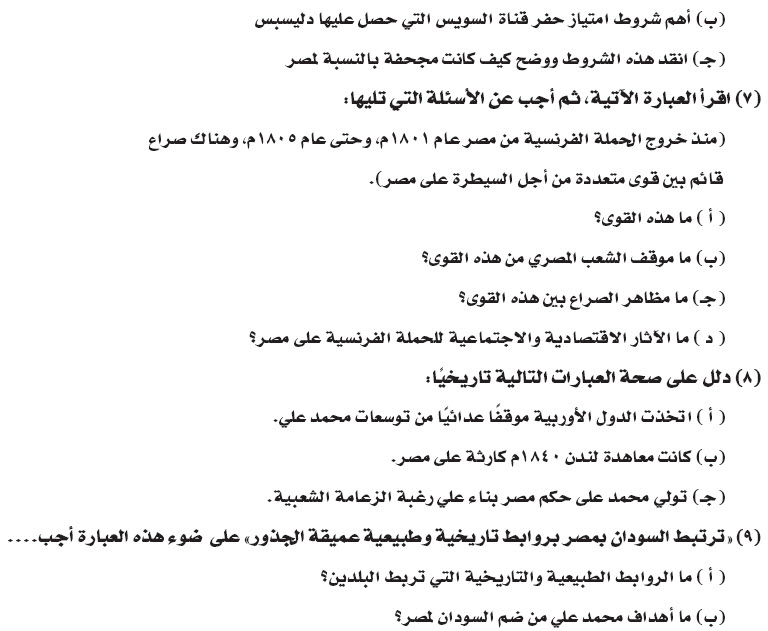 (ب) أهم شروط امتياز حفر قناة السويس التي حصل عليها دليسبس
(جـ) انقد هذه الشروط ووضح كيف كانت مجحفة بالنسبة لمصر
(٧) اقرأ العبارة الآتية، ثم أجب عن الأسئلة التي تليها:
(منذ خروج الحملة الفرنسية من مصر عام ١٨٠١م، وحتى عام ١٨٠٥م، وهناك صراع
قائم بين قوى متعددة من أجل السيطرة على مصر).
( أ ) ما هذه القوى؟
(ب) ما موقف الشعب المصري من هذه القوى؟
(جـ) ما مظاهر الصراع بين هذه القوى؟
( د ) ما الآثار الاقتصادية والاجتماعية للحملة الفرنسية على مصر؟
(٨) دلل على صحة العبارات التالية تاريخيًا:
( أ ) اتخذت الدول الأوربية موقفًا عدائيًا من توسعات محمد علي.
(ب) كانت معاهدة لندن ١٨٤٠م كارثة على مصر.
(جـ) تولي محمد على حكم مصر بناء علي رغبة الزعامة الشعبية.
(٩) «ترتبط السودان بمصر بروابط تاريخية وطبيعية عميقة الجذور» على ضوء هذه العبارة أجب....
( أ ) ما الروابط الطبيعية والتاريخية التي تربط البلدين؟
(ب) ما أهداف محمد علي من ضم السودان لمصر؟